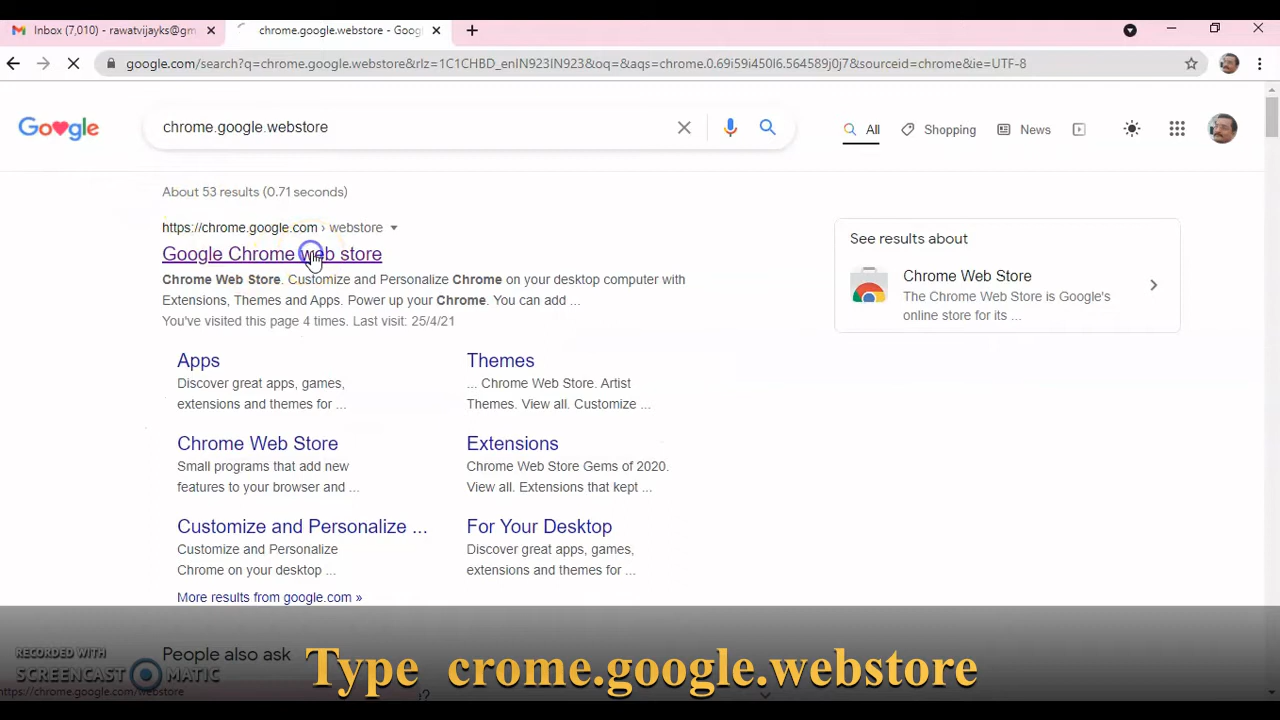 Inbox (7,010) - rawatvijayks@gm
chrome.google.webstore - Goog
google.com/search?q=chrome.google.webstore&rlz=1C1CHBD_enIN923IN923&oq=&aqs=chrome.0.69i59i450l6.564589j0j7&sourceid=chrome&ie=UTF-8
Google
chrome.google.webstore
All
Shopping
News
About 53 results (0.71 seconds)
https://chrome.google.com › webstore
Google Chrome web store
Chrome Web Store. Customize and Personalize Chrome on your desktop computer with
Extensions, Themes and Apps. Power up your Chrome. You can add ...
You've visited this page 4 times. Last visit: 25/4/21
See results about
Chrome Web Store
The Chrome Web Store is Google's
online store for its ...
Apps
Discover great apps, games,
extensions and themes for ...
Themes
... Chrome Web Store. Artist
Themes. View all. Customize ...
Chrome Web Store
Small programs that add new
features to your browser and ...
Extensions
Chrome Web Store Gems of 2020.
View all. Extensions that kept ...
Customize and Personalize ...
Customize and Personalize
Chrome on your desktop ...
For Your Desktop
Discover great apps, games,
extensions and themes for ...
More results from google.com »
People also ask
RECORDED WITH
SCREENCAST MATIC
Type crome.google.webstore
https://chrome.google.com/webstore